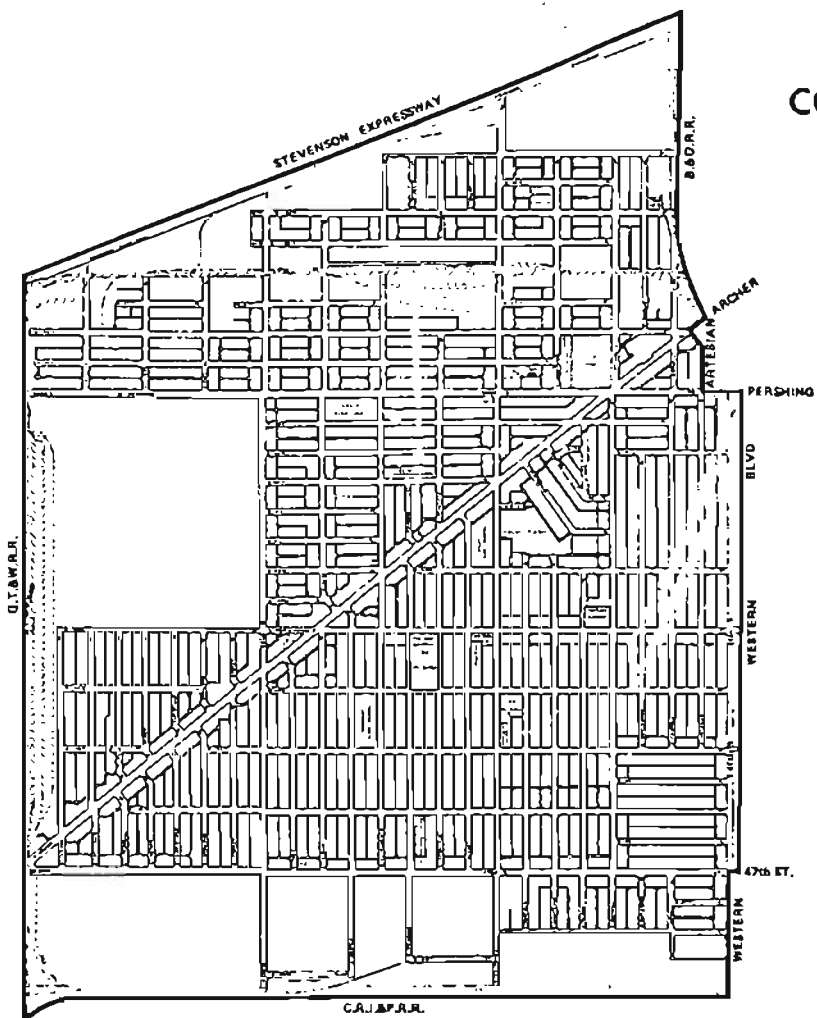 CO
STEVENSON EXPRESSWAY
B.&O.R.R.
ARCHER
ARTESIAN
PERSHING
BLVD
G.T.&W.R.R.
WESTERN
47th ST.
WESTERN
C.R.I.&P.R.R.